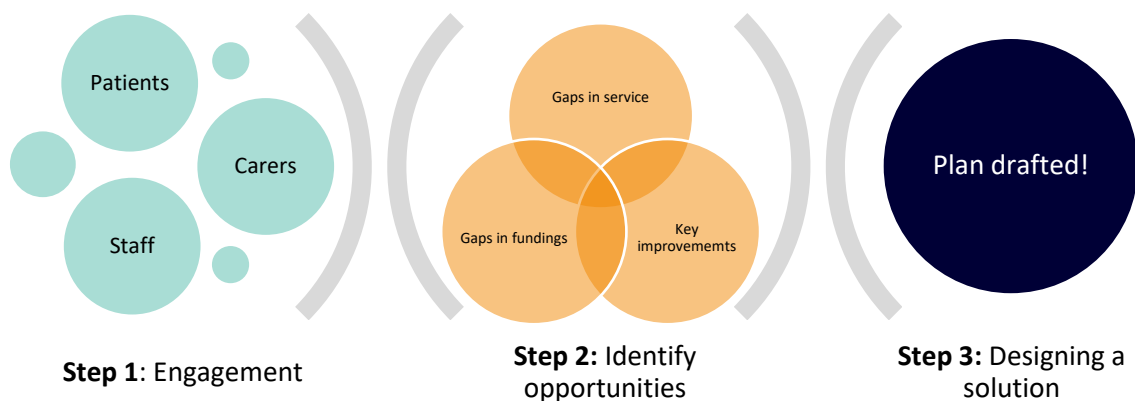 Patients
Carers
Staff
Gaps in service
Gaps in fundings
Key
improvememts
Plan drafted!
Step 1: Engagement
Step 2: Identify
opportunities
Step 3: Designing a
solution